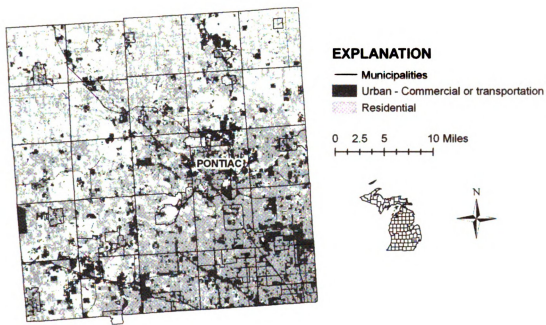 EXPLANATION
Municipalities
Urban - Commercial or transportation
Residential
0 2.5 5 10 Miles
PONTIAC
N